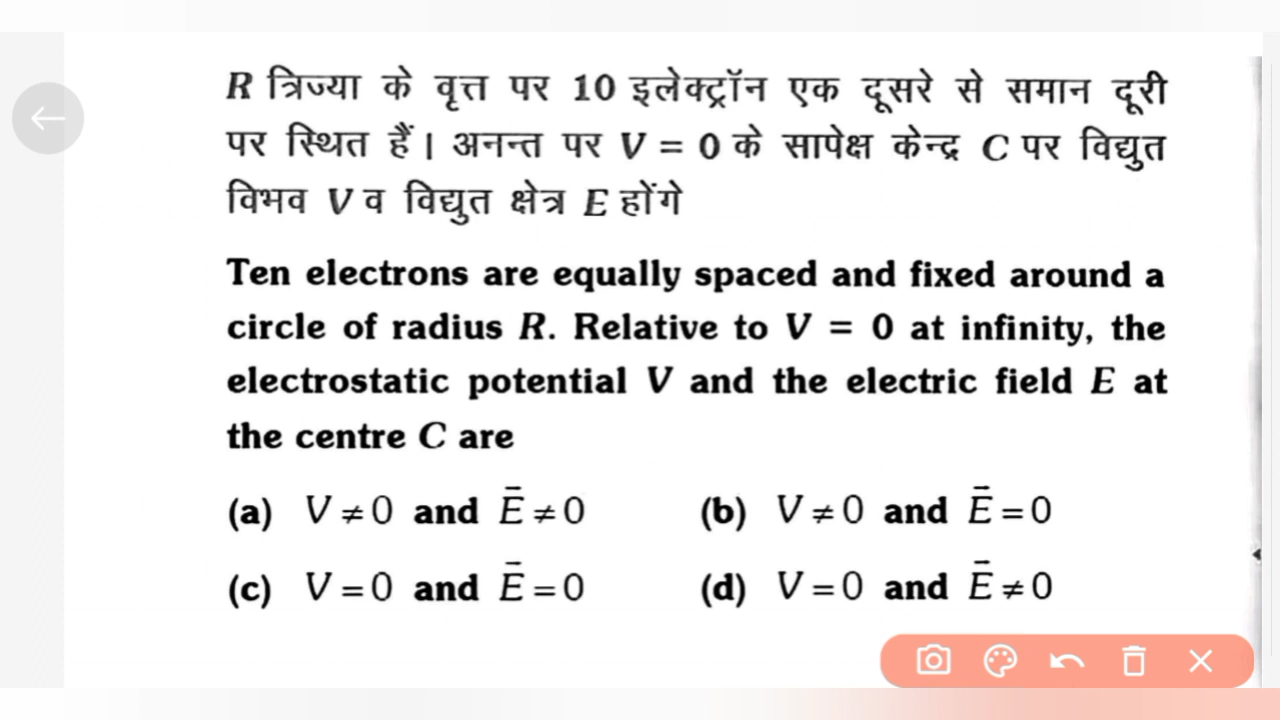 R त्रिज्या के वृत्त पर 10 इलेक्ट्रॉन एक दूसरे से समान दूरी
पर स्थित हैं। अनन्त पर V = 0 के सापेक्ष केन्द्र C पर विद्युत
विभव V व विद्युत क्षेत्र E होंगे
Ten electrons are equally spaced and fixed around a
circle of radius R. Relative to V = 0 at infinity, the
electrostatic potential V and the electric field E at
the centre C are
(a) V ≠ 0 and E⃗ ≠ 0 (b) V ≠ 0 and E⃗ = 0
(c) V = 0 and E⃗ = 0 (d) V = 0 and E⃗ ≠ 0